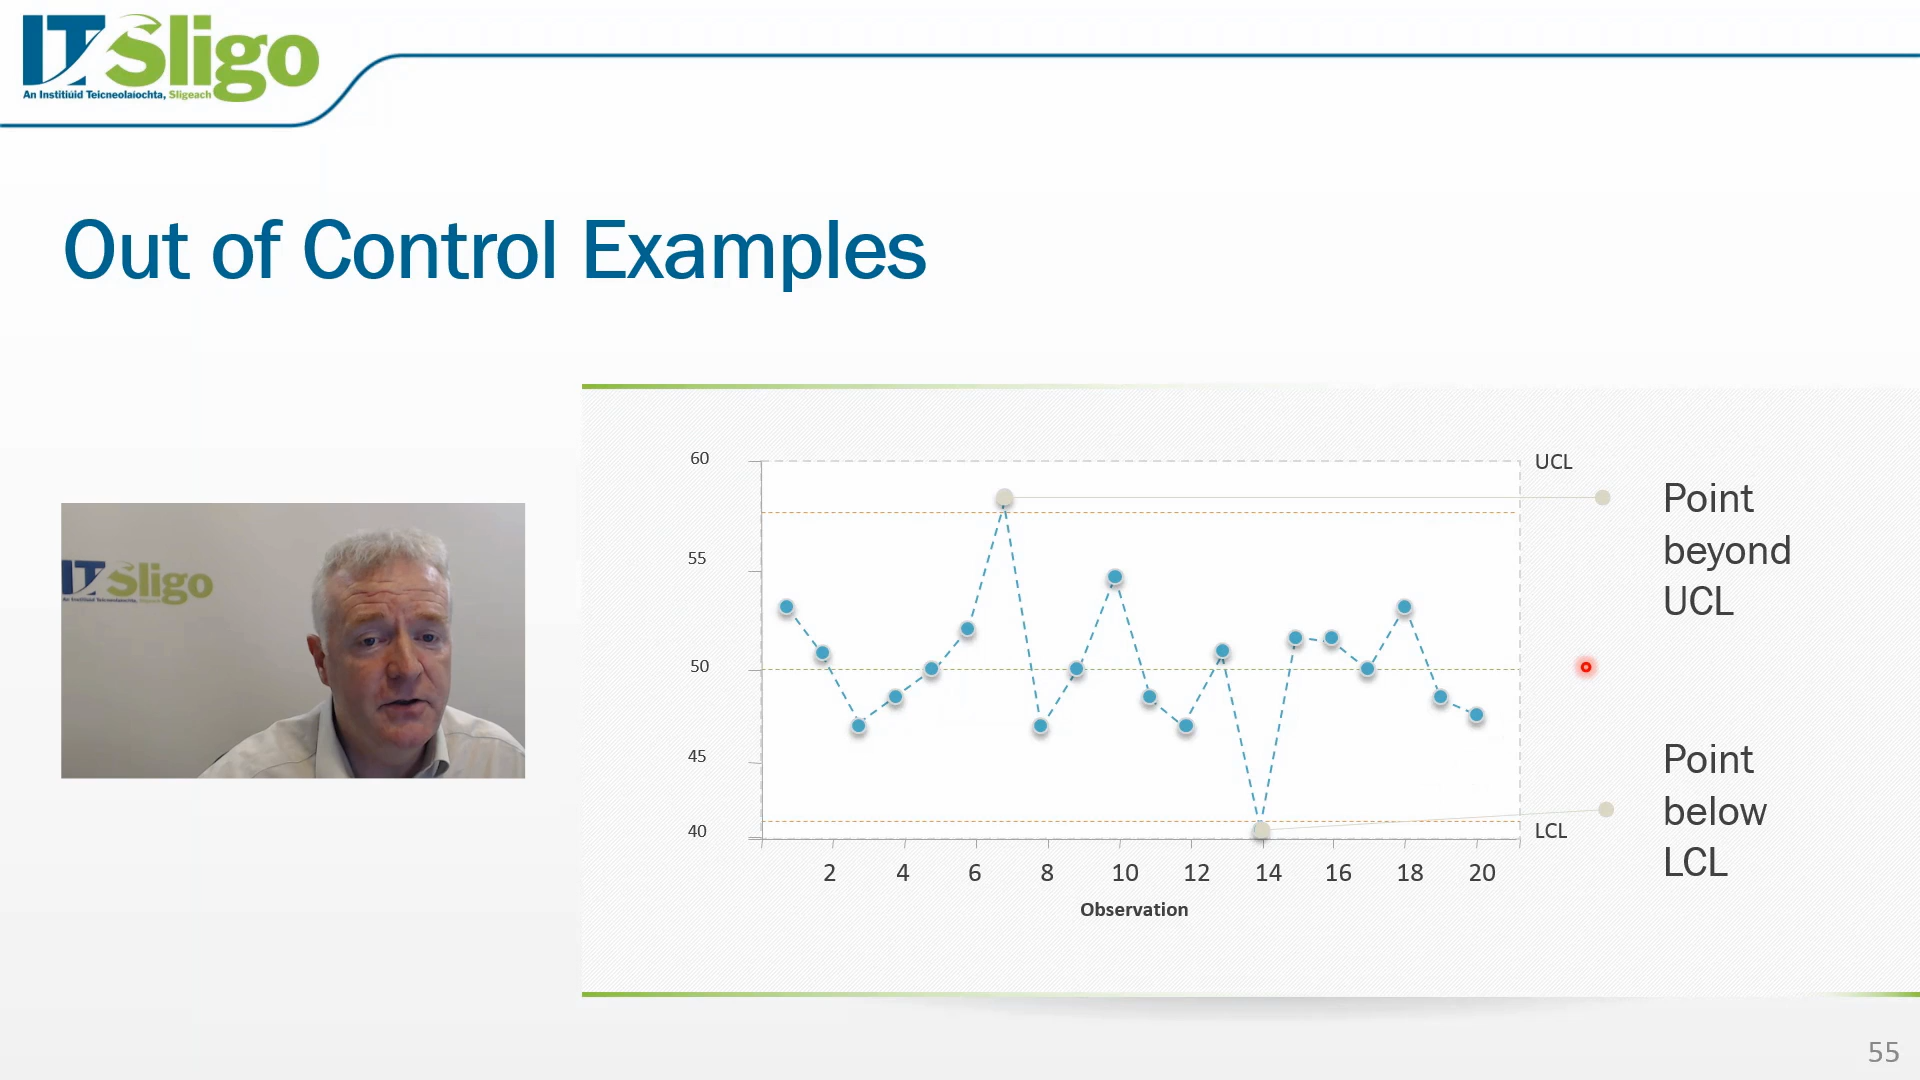 IT Sligo
An Institiúid Teicneolaíochta, Sligeach
Out of Control Examples
IT Sligo
60
UCL
55
50
45
40
LCL
2 4 6 8 10 12 14 16 18 20
Observation
Point
beyond
UCL
Point
below
LCL
55